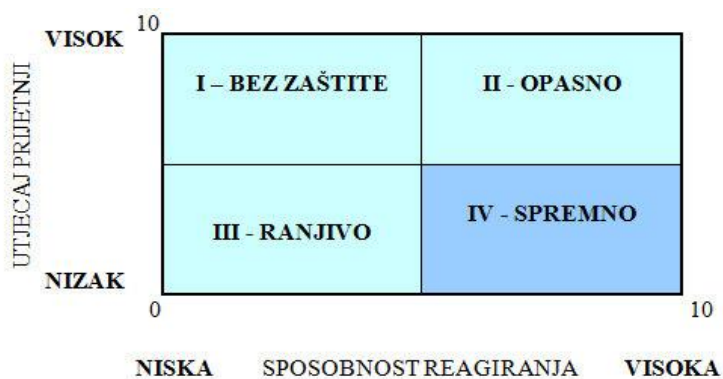 10
VISOK
I – BEZ ZAŠTITE
II - OPASNO
UTJECAJ PRIJETNJI
III - RANJIVO
IV - SPREMNO
NIZAK
0
10
NISKA SPOSOBNOST REAGIRANJA VISOKA